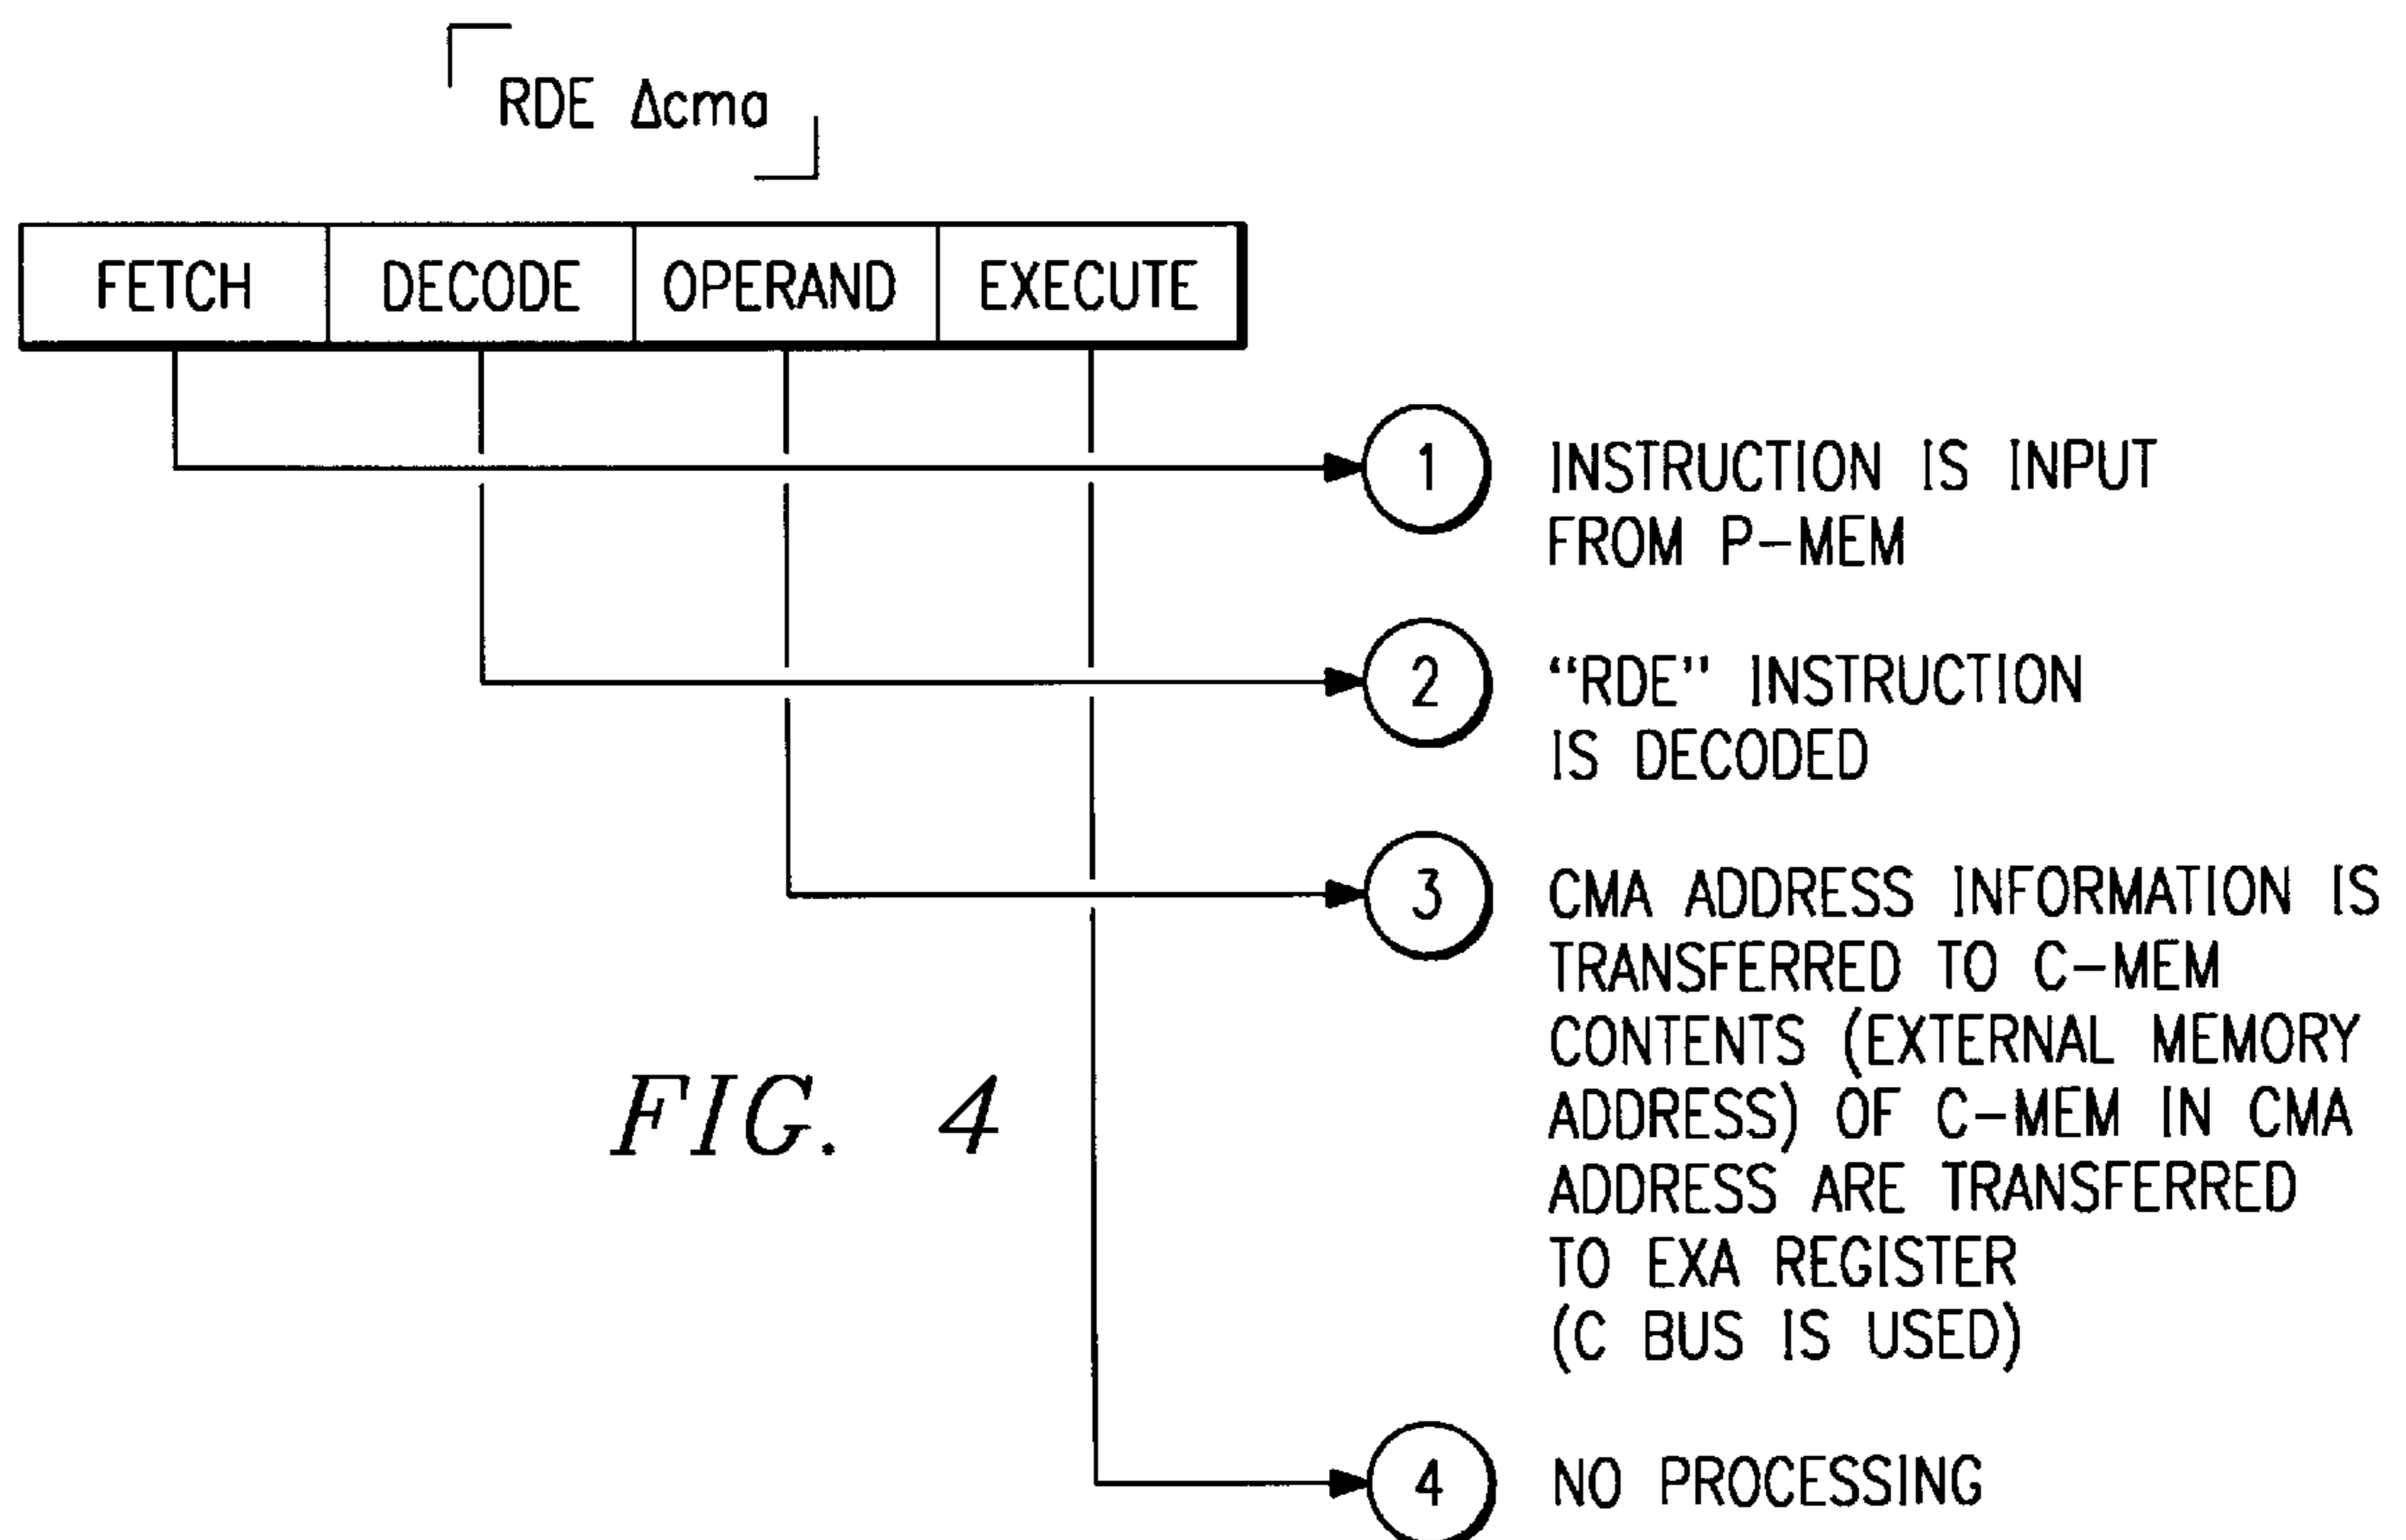 RDE Δcma
FETCH DECODE OPERAND EXECUTE
1 INSTRUCTION IS INPUT
FROM P-MEM
2 “RDE” INSTRUCTION
IS DECODED
3 CMA ADDRESS INFORMATION IS
TRANSFERRED TO C-MEM
CONTENTS (EXTERNAL MEMORY
ADDRESS) OF C-MEM IN CMA
ADDRESS ARE TRANSFERRED
TO EXA REGISTER
(C BUS IS USED)
FIG. 4
4 NO PROCESSING